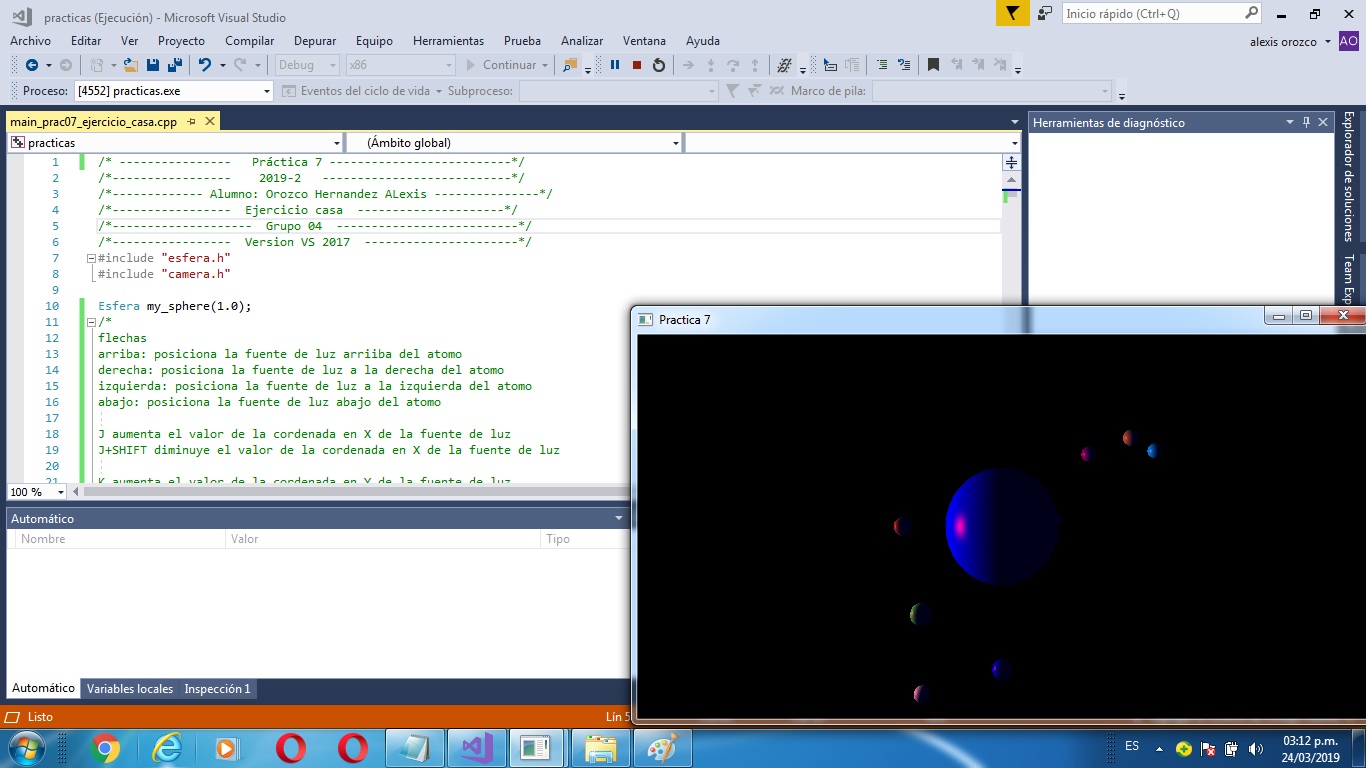 practicas (Ejecución) - Microsoft Visual Studio
Inicio rápido (Ctrl+Q)
Archivo Editar Ver Proyecto Compilar Depurar Equipo Herramientas Prueba Analizar Ventana Ayuda
alexis orozco AO
Debug x86 Continuar
Proceso: [4552] practicas.exe Eventos del ciclo de vida Subproceso: Marco de pila:
main_prac07_ejercicio_casa.cpp
practicas (Ámbito global)
1 /* ---------------- Práctica 7 --------------------------*/
2 /*----------------- 2019-2 ---------------------------*/
3 /*------------- Alumno: Orozco Hernandez ALexis ---------------*/
4 /*----------------- Ejercicio casa ---------------------*/
5 /*-------------------- Grupo 04 --------------------------*/
6 /*----------------- Version VS 2017 ----------------------*/
7 #include "esfera.h"
8 #include "camera.h"
9
10 Esfera my_sphere(1.0);
11 /*
12 flechas
13 arriba: posiciona la fuente de luz arriiba del atomo
14 derecha: posiciona la fuente de luz a la derecha del atomo
15 izquierda: posiciona la fuente de luz a la izquierda del atomo
16 abajo: posiciona la fuente de luz abajo del atomo
17
18 J aumenta el valor de la cordenada en X de la fuente de luz
19 J+SHIFT diminuye el valor de la cordenada en X de la fuente de luz
20
21 K aumenta el valor de la cordenada en Y de la fuente de luz
100 %
Herramientas de diagnóstico
Explorador de soluciones
Team Exp
Practica 7
Automático
Nombre Valor Tipo
Automático Variables locales Inspección 1
Listo
Lín 5
ES
03:12 p.m.
24/03/2019